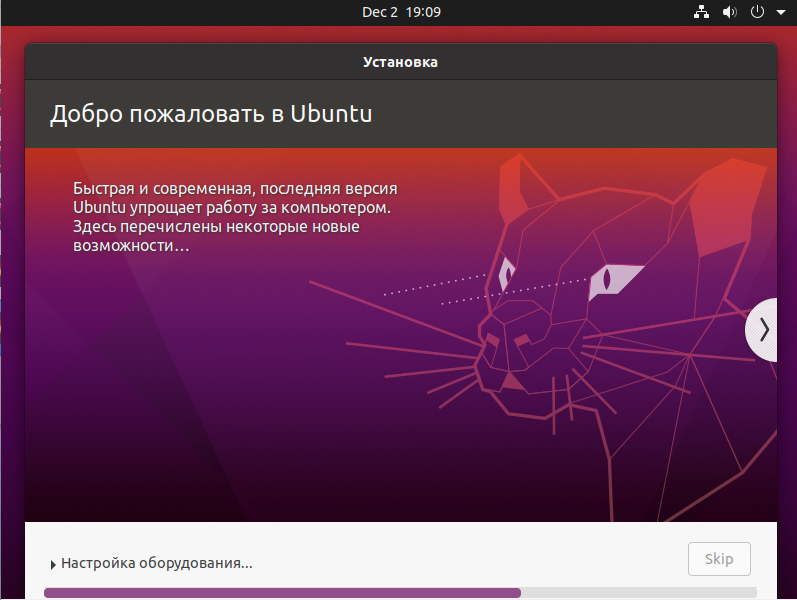 Dec 2 19:09
Установка
Добро пожаловать в Ubuntu
Быстрая и современная, последняя версия
Ubuntu упрощает работу за компьютером.
Здесь перечислены некоторые новые
возможности…
Настройка оборудования...
Skip